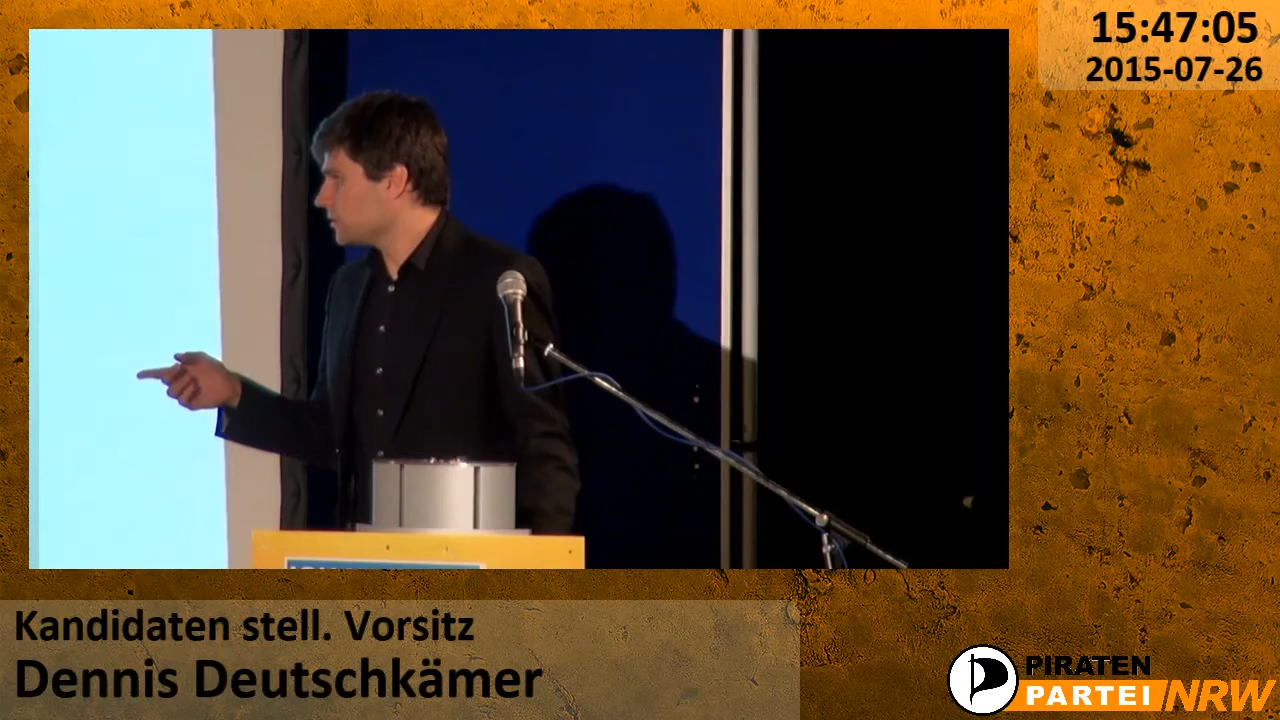 15:47:05
2015-07-26
Kandidaten stell. Vorsitz
Dennis Deutschkämer
PIRATEN
PARTEI NRW